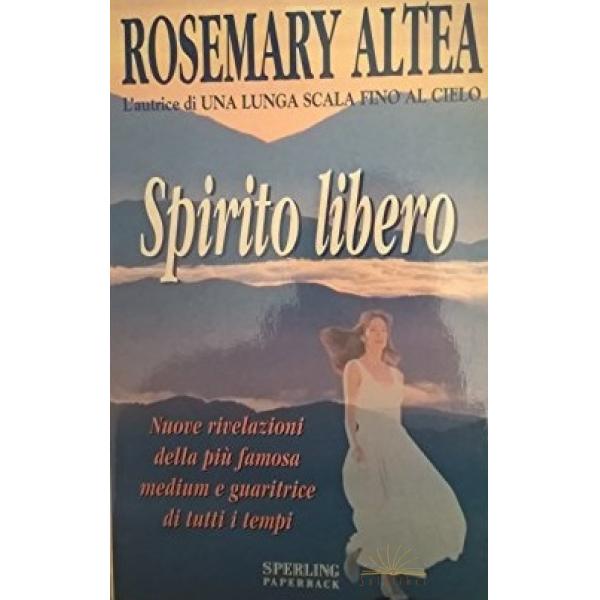 ROSEMARY ALTEA
L'autrice di UNA LUNGA SCALA FINO AL CIELO
Spirito libero
Nuove rivelazioni
della più famosa
medium e guaritrice
di tutti i tempi
SPERLING
PAPERBACK